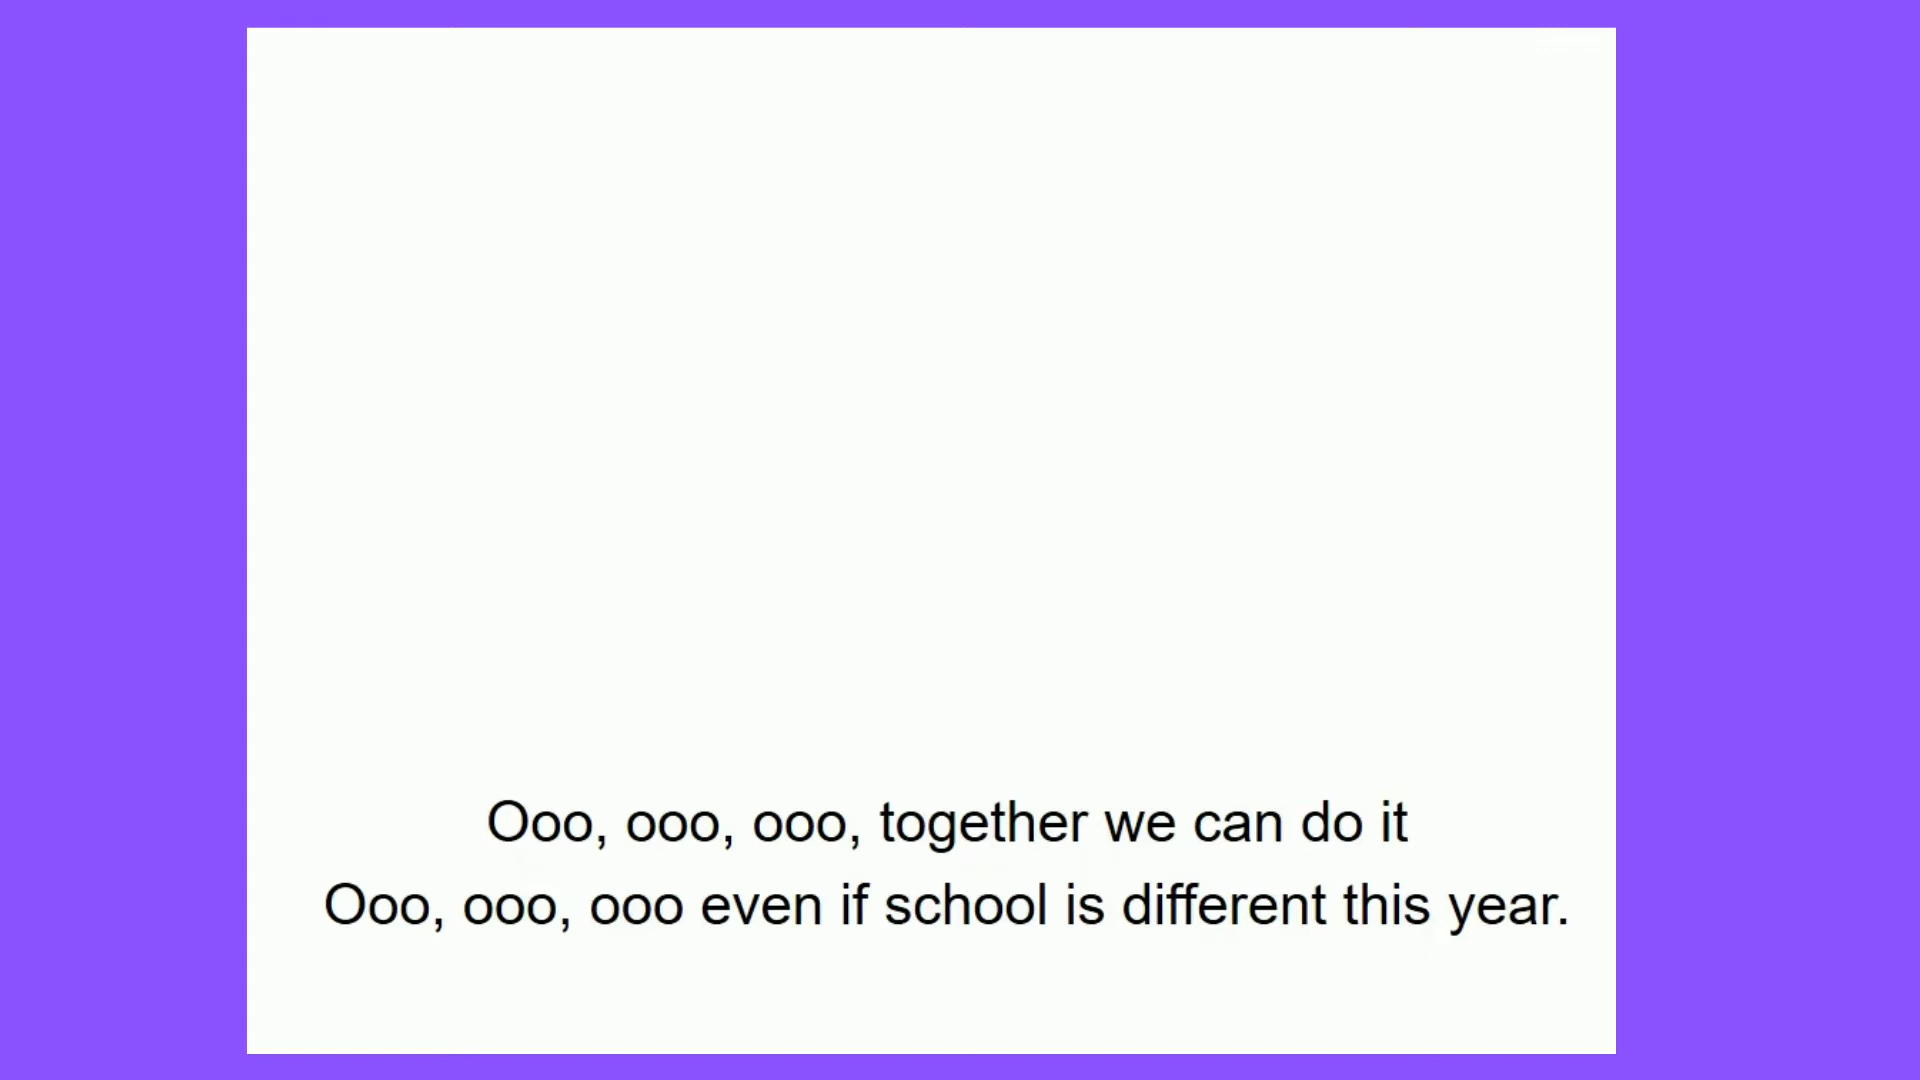 Ooo, ooo, ooo, together we can do it
Ooo, ooo, ooo even if school is different this year.